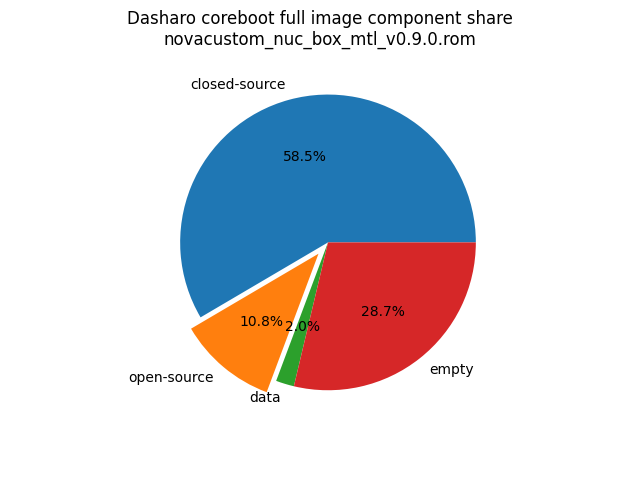 Dasharo coreboot full image component share
novacustom_nuc_box_mtl_v0.9.0.rom
closed-source
58.5%
10.8%
2.0%
28.7%
open-source
data
empty